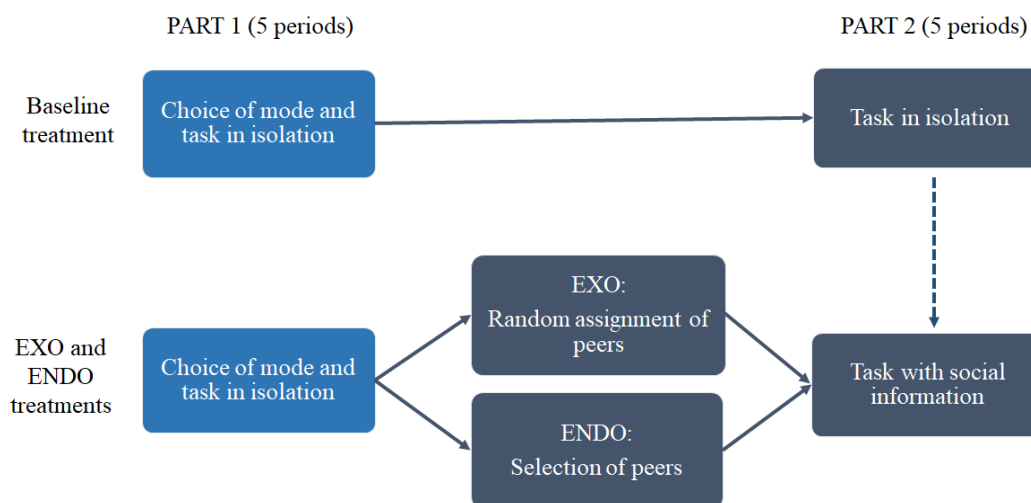 PART 1 (5 periods)
PART 2 (5 periods)
Baseline
treatment
Choice of mode and
task in isolation
Task in isolation
EXO and
ENDO
treatments
Choice of mode and
task in isolation
EXO:
Random assignment of
peers
ENDO:
Selection of peers
Task with social
information